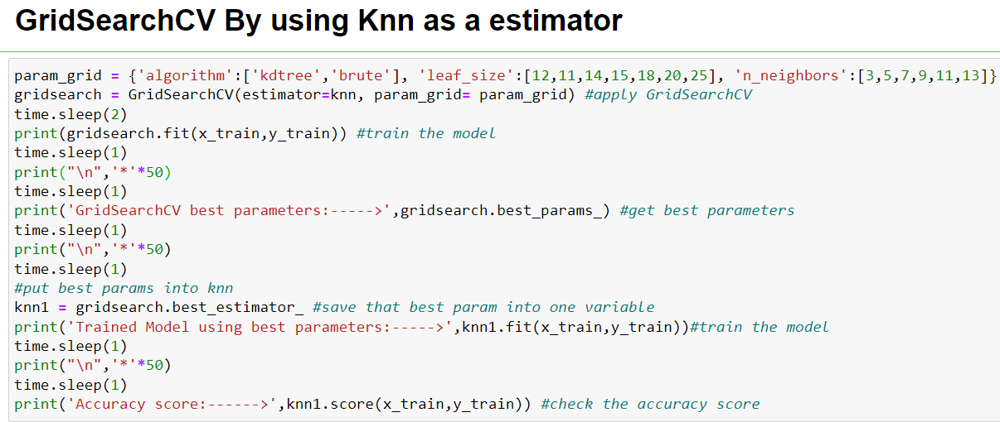 GridSearchCV By using Knn as a estimator
param_grid = {'algorithm':['kdtree','brute'], 'leaf_size':[12,11,14,15,18,20,25], 'n_neighbors':[3,5,7,9,11,13]}
gridsearch = GridSearchCV(estimator=knn, param_grid= param_grid) #apply GridSearchCV
time.sleep(2)
print(gridsearch.fit(x_train,y_train)) #train the model
time.sleep(1)
print("\n",'*'*50)
time.sleep(1)
print('GridSearchCV best parameters:----->',gridsearch.best_params_) #get best parameters
time.sleep(1)
print("\n",'*'*50)
time.sleep(1)
#put best params into knn
knn1 = gridsearch.best_estimator_ #save that best param into one variable
print('Trained Model using best parameters:----->',knn1.fit(x_train,y_train))#train the model
time.sleep(1)
print("\n",'*'*50)
time.sleep(1)
print('Accuracy score:------>',knn1.score(x_train,y_train)) #check the accuracy score